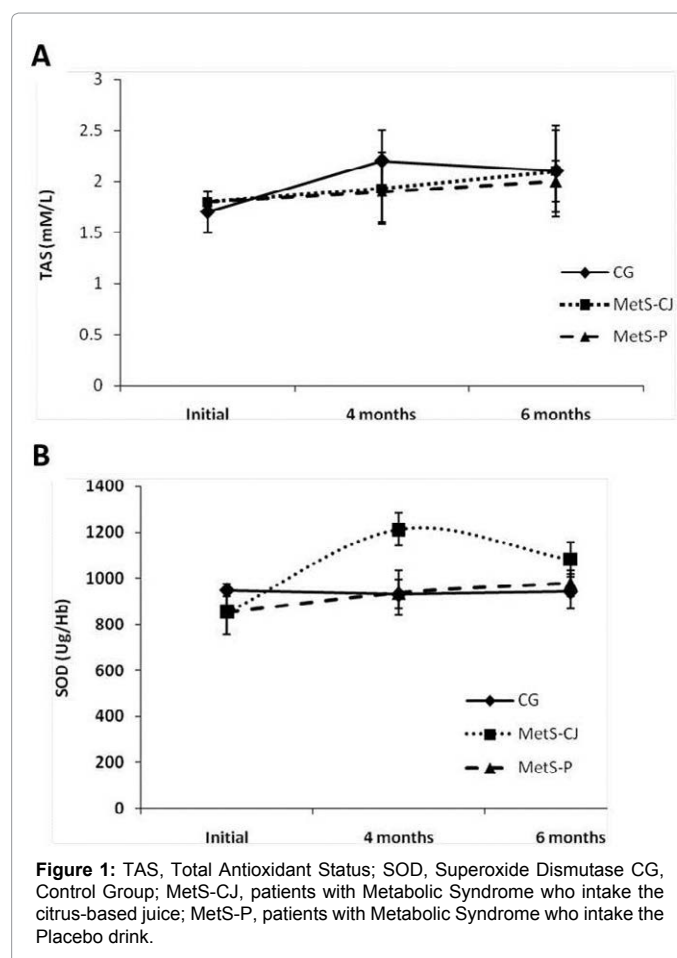 A
3
2.5
2
1.5
1
0.5
0
TAS (mM/L)
CG
MetS-CJ
MetS-P
Initial 4 months 6 months
B
1400
1200
1000
800
600
400
200
0
SOD (Ug/Hb)
CG
MetS-CJ
MetS-P
Initial 4 months 6 months
Figure 1: TAS, Total Antioxidant Status; SOD, Superoxide Dismutase CG,
Control Group; MetS-CJ, patients with Metabolic Syndrome who intake the
citrus-based juice; MetS-P, patients with Metabolic Syndrome who intake the
Placebo drink.